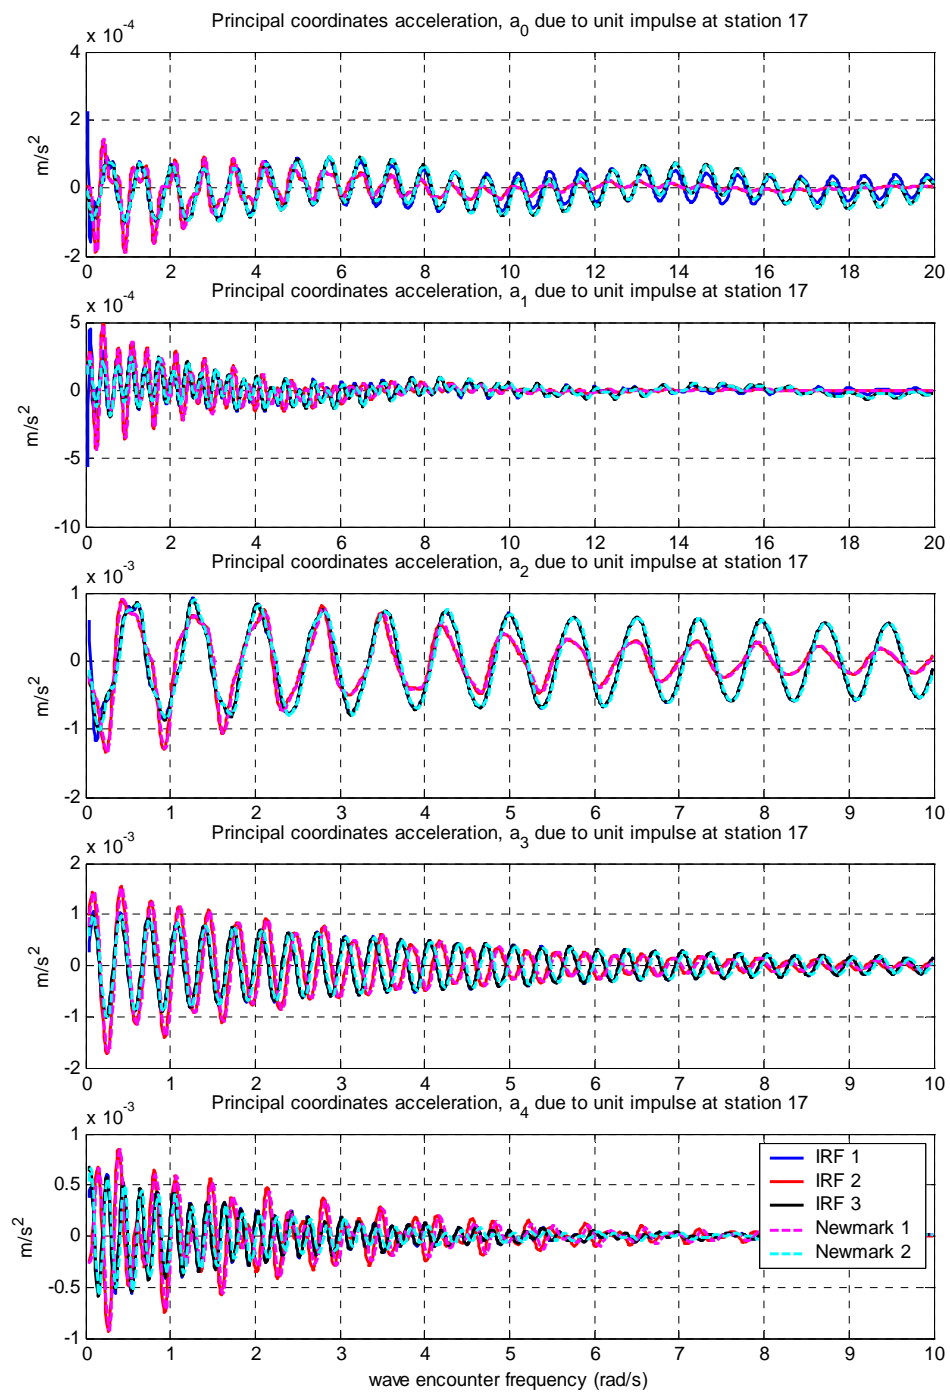 Principal coordinates acceleration, a0 due to unit impulse at station 17
x 10-4
4
2
0
-2
m/s2
0 2 4 6 8 10 12 14 16 18 20
Principal coordinates acceleration, a1 due to unit impulse at station 17
x 10-4
5
0
-5
-10
m/s2
0 2 4 6 8 10 12 14 16 18 20
Principal coordinates acceleration, a2 due to unit impulse at station 17
x 10-3
1
0
-1
-2
m/s2
0 1 2 3 4 5 6 7 8 9 10
Principal coordinates acceleration, a3 due to unit impulse at station 17
x 10-3
2
1
0
-1
-2
m/s2
0 1 2 3 4 5 6 7 8 9 10
Principal coordinates acceleration, a4 due to unit impulse at station 17
x 10-3
1
0.5
0
-0.5
-1
m/s2
IRF 1
IRF 2
IRF 3
Newmark 1
Newmark 2
0 1 2 3 4 5 6 7 8 9 10
wave encounter frequency (rad/s)